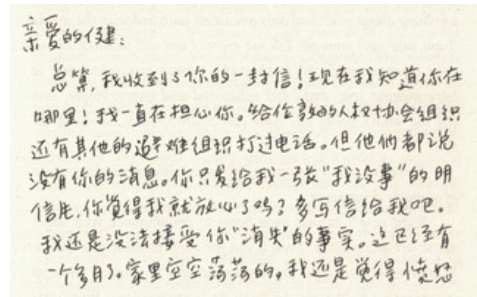 亲爱的健:
总算,我收到了你的一封信!现在我知道你在
哪里!我一直在担心你。给伦敦的人权协会组织
还有其他的避难组织打过电话。但他们都说
没有你的消息。你只发给我一张"我没事"的明
信片,你觉得我就放心了吗?多写信给我吧。
我还是没法接受你"消失"的事实。这已经有
一个多月了。家里空空荡荡的,我还是觉得愤怒